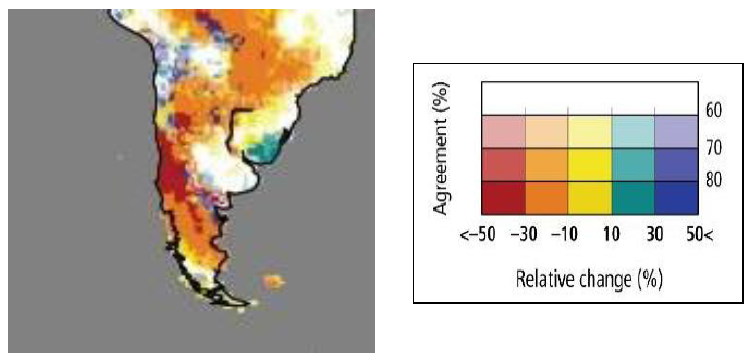 Agreement (%)
60
70
80
<–50 –30 –10 10 30 50<
Relative change (%)